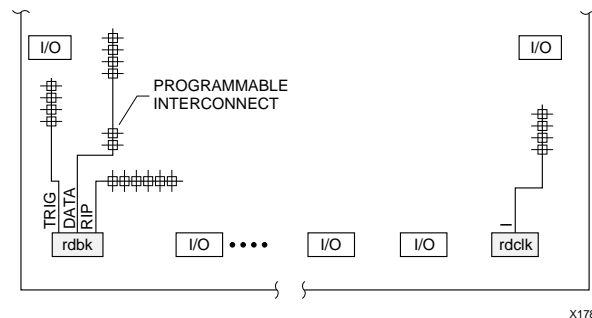 I/O
I/O
PROGRAMMABLE
INTERCONNECT
TRIG
DATA
RIP
I
rdbk
I/O
I/O
I/O
rdclk